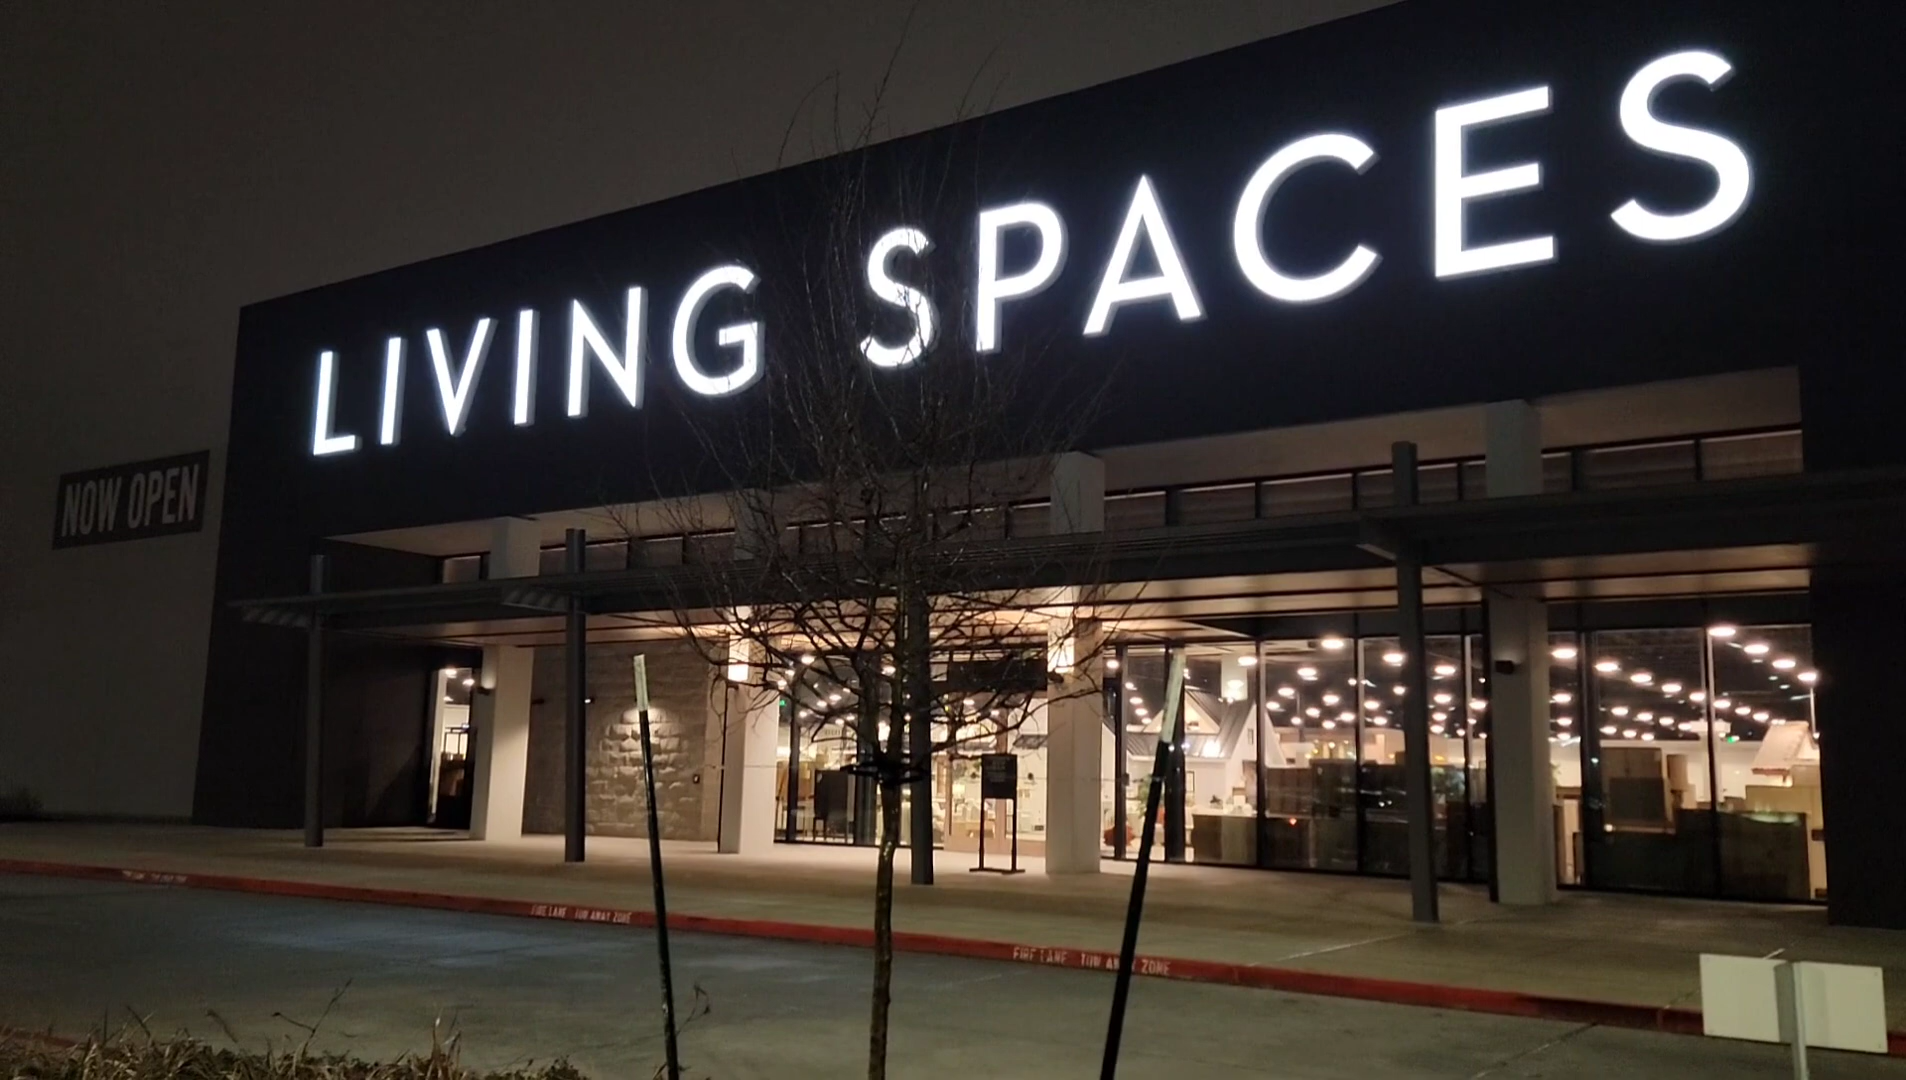 LIVING SPACES
NOW OPEN
FIRE LANE TOW AWAY ZONE
FIRE LANE TOW AWAY ZONE